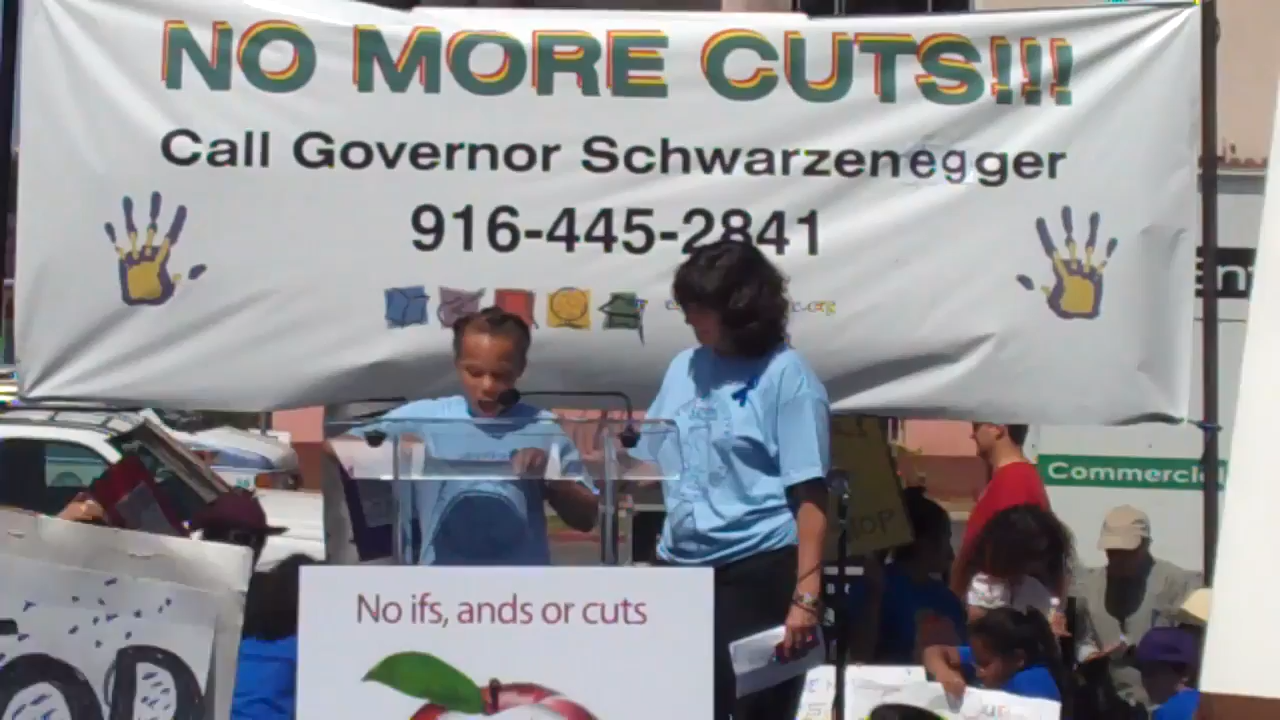 NO MORE CUTS!!!
Call Governor Schwarzenegger
916-445-2841
Commercial
No ifs, ands or cuts